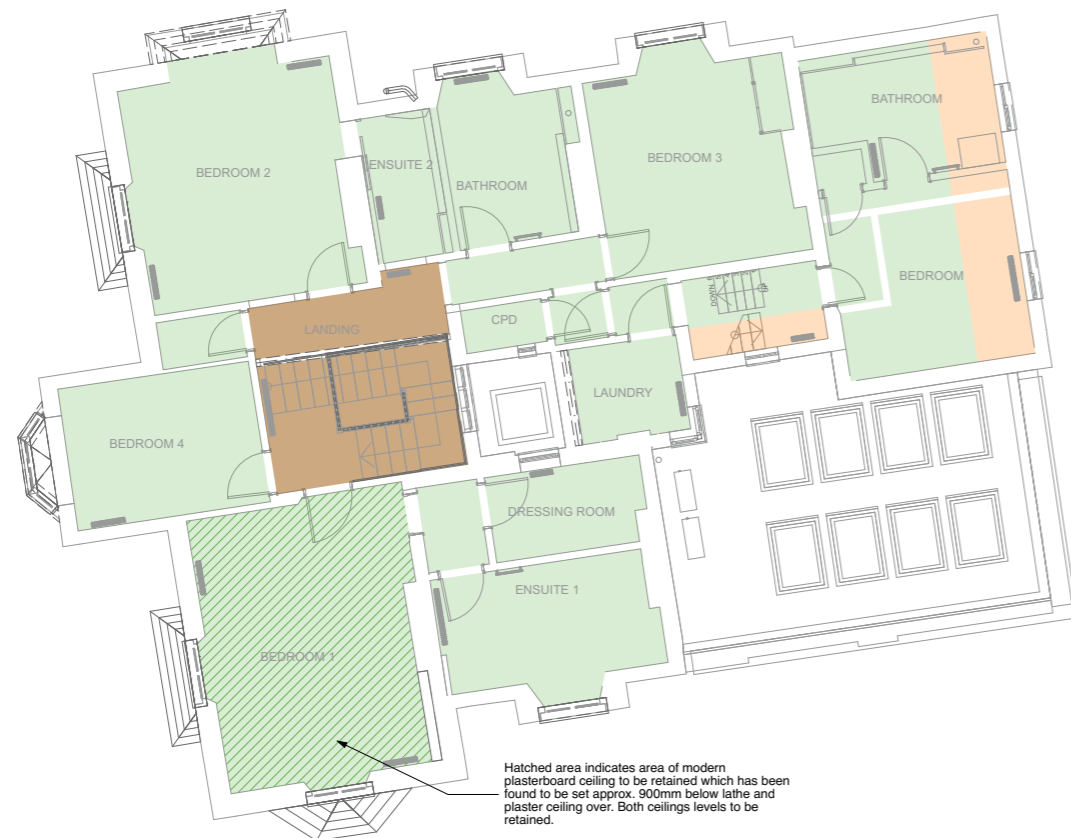 BATHROOM
BEDROOM 3
ENSUITE 2
BEDROOM 2
BATHROOM
BEDROOM
DOWN
UP
LANDING
CPD
LAUNDRY
BEDROOM 4
DRESSING ROOM
ENSUITE 1
BEDROOM 1
Hatched area indicates area of modern
plasterboard ceiling to be retained which has been
found to be set approx. 900mm below lathe and
plaster ceiling over. Both ceilings levels to be
retained.